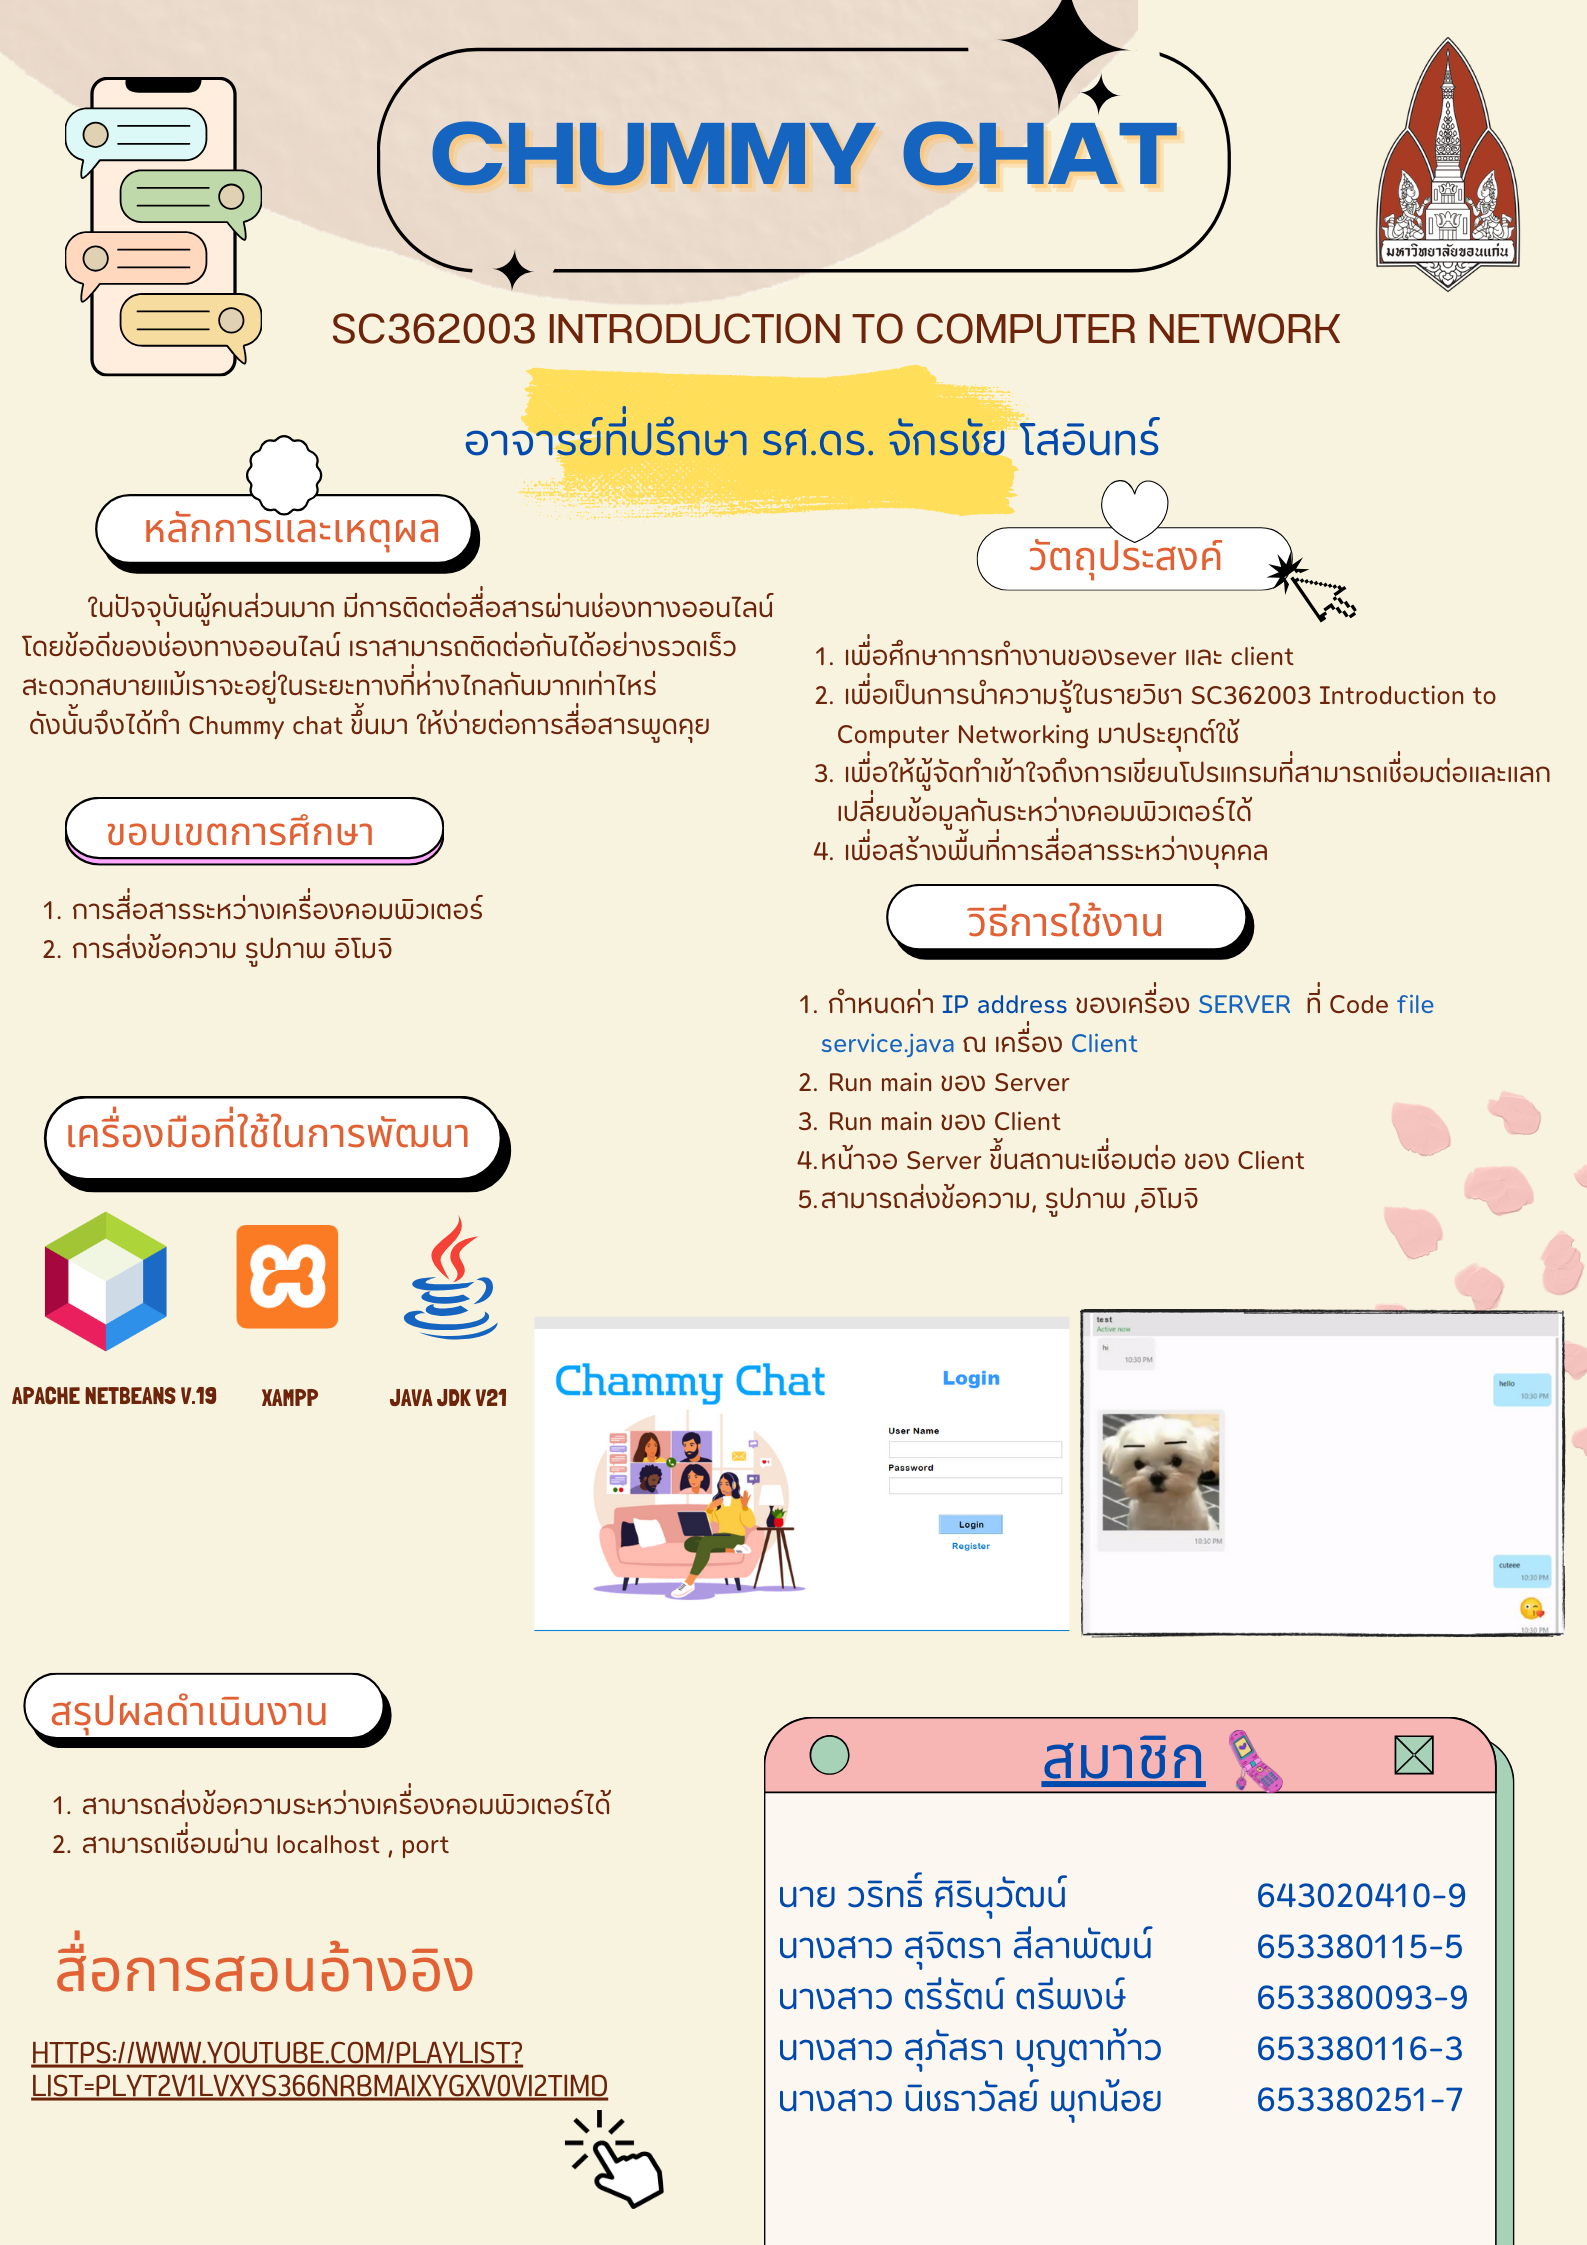 CHUMMY CHAT
มหาวิทยาลัยขอนแก่น
SC362003 INTRODUCTION TO COMPUTER NETWORK
อาจารย์ที่ปรึกษา รศ.ดร. จักรชัย โสอินทร์
หลักการและเหตุผล
ในปัจจุบันผู้คนส่วนมาก มีการติดต่อสื่อสารผ่านช่องทางออนไลน์
โดยข้อดีของช่องทางออนไลน์ เราสามารถติดต่อกันได้อย่างรวดเร็ว
สะดวกสบายแม้เราจะอยู่ในระยะทางที่ห่างไกลกันมากเท่าไหร่
ดังนั้นจึงได้ทำ Chummy chat ขึ้นมา ให้ง่ายต่อการสื่อสารพูดคุย
วัตถุประสงค์
1. เพื่อศึกษาการทำงานของsever และ client
2. เพื่อเป็นการนำความรู้ในรายวิชา SC362003 Introduction to
Computer Networking มาประยุกต์ใช้
3. เพื่อให้ผู้จัดทำเข้าใจถึงการเขียนโปรแกรมที่สามารถเชื่อมต่อและแลก
เปลี่ยนข้อมูลกันระหว่างคอมพิวเตอร์ได้
4. เพื่อสร้างพื้นที่การสื่อสารระหว่างบุคคล
ขอบเขตการศึกษา
1. การสื่อสารระหว่างเครื่องคอมพิวเตอร์
2. การส่งข้อความ รูปภาพ อิโมจิ
วิธีการใช้งาน
1. กำหนดค่า IP address ของเครื่อง SERVER ที่ Code file
service.java ณ เครื่อง Client
2. Run main ของ Server
3. Run main ของ Client
4.หน้าจอ Server ขึ้นสถานะเชื่อมต่อ ของ Client
5.สามารถส่งข้อความ, รูปภาพ ,อิโมจิ
เครื่องมือที่ใช้ในการพัฒนา
APACHE NETBEANS V.19
XAMPP
JAVA JDK V21
Chammy Chat
Login
User Name
Password
Login
Register
test
Active now
hi
10:30 PM
hello
10:30 PM
10:30 PM
cuteee
10:30 PM
10:30 PM
สรุปผลดำเนินงาน
1. สามารถส่งข้อความระหว่างเครื่องคอมพิวเตอร์ได้
2. สามารถเชื่อมผ่าน localhost , port
สื่อการสอนอ้างอิง
HTTPS://WWW.YOUTUBE.COM/PLAYLIST?
LIST=PLYT2V1LVXYS366NRBMAIXYGXV0VI2TIMD
สมาชิก
นาย วริทธิ์ ศิรินุวัฒน์ 643020410-9
นางสาว สุจิตรา สีลาพัฒน์ 653380115-5
นางสาว ตรีรัตน์ ตรีพงษ์ 653380093-9
นางสาว สุภัสรา บุญตาท้าว 653380116-3
นางสาว นิชธาวัลย์ พุกน้อย 653380251-7